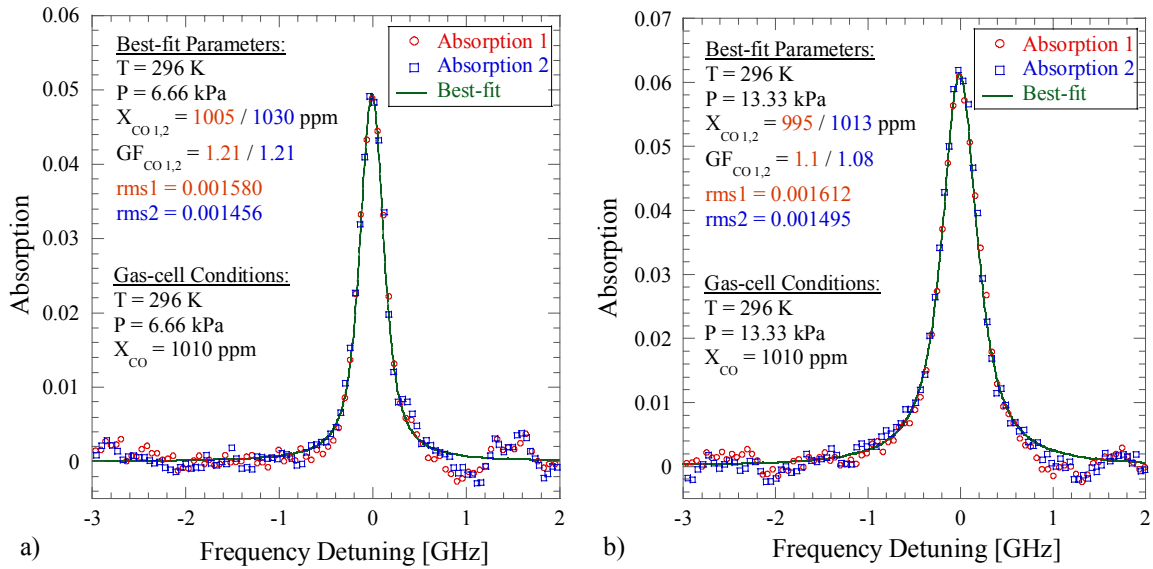 0.06
0.05
0.04
0.03
0.02
0.01
0
Absorption
Best-fit Parameters:
T = 296 K
P = 6.66 kPa
X CO 1,2 = 1005 / 1030 ppm
GF CO 1,2 = 1.21 / 1.21
rms1 = 0.001580
rms2 = 0.001456
Gas-cell Conditions:
T = 296 K
P = 6.66 kPa
X CO = 1010 ppm
Absorption 1
Absorption 2
Best-fit
-3 -2 -1 0 1 2
a) Frequency Detuning [GHz]
0.07
0.06
0.05
0.04
0.03
0.02
0.01
0
Absorption
Best-fit Parameters:
T = 296 K
P = 13.33 kPa
X CO 1,2 = 995 / 1013 ppm
GF CO 1,2 = 1.1 / 1.08
rms1 = 0.001612
rms2 = 0.001495
Gas-cell Conditions:
T = 296 K
P = 13.33 kPa
X CO = 1010 ppm
Absorption 1
Absorption 2
Best-fit
-3 -2 -1 0 1 2
b) Frequency Detuning [GHz]